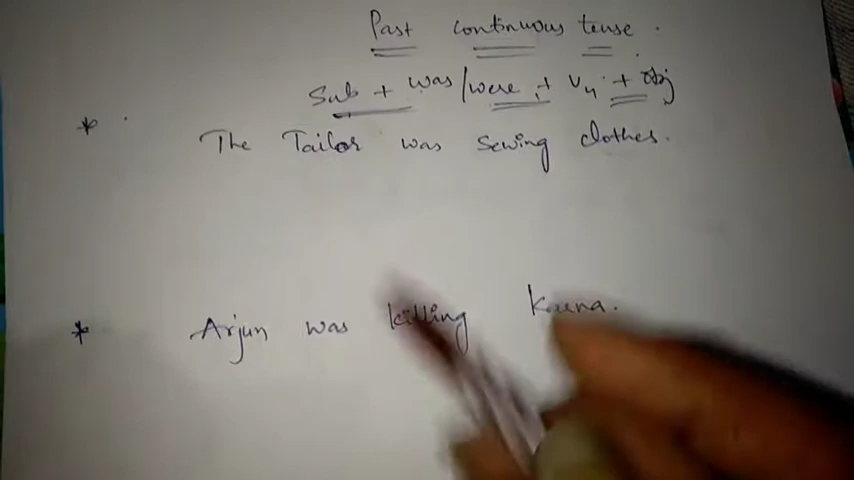 Past continuous tense.
Sub + was/were + V4 + obj
* The Tailor was sewing clothes.
* Arjun was killing Karna.